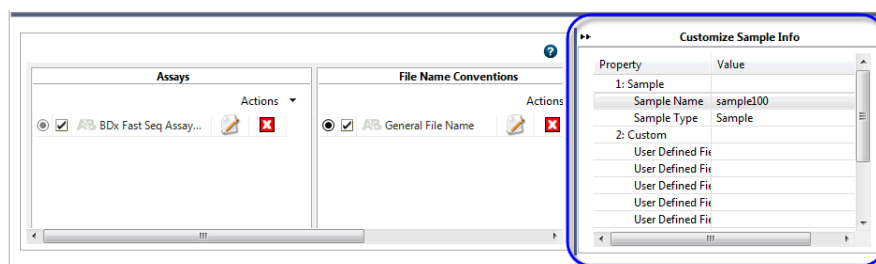 Customize Sample Info
Assays
File Name Conventions
Property Value
1: Sample
Actions
Actions
Sample Name sample100
AB BDx Fast Seq Assay...
AB General File Name
Sample Type Sample
2: Custom
User Defined Fie
User Defined Fie
User Defined Fie
User Defined Fie
User Defined Fie